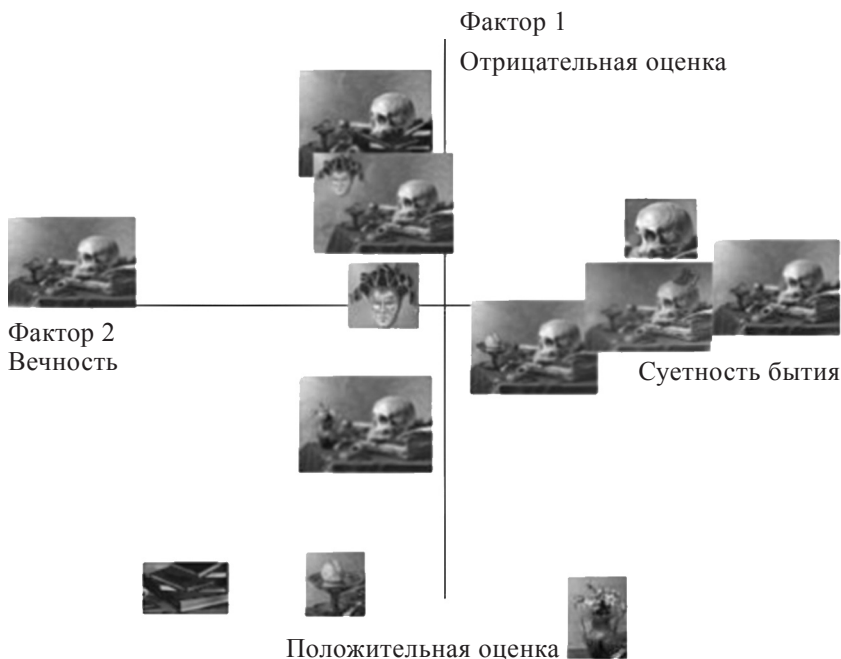 Фактор 1
Отрицательная оценка
Фактор 2
Вечность
Суетность бытия
Положительная оценка